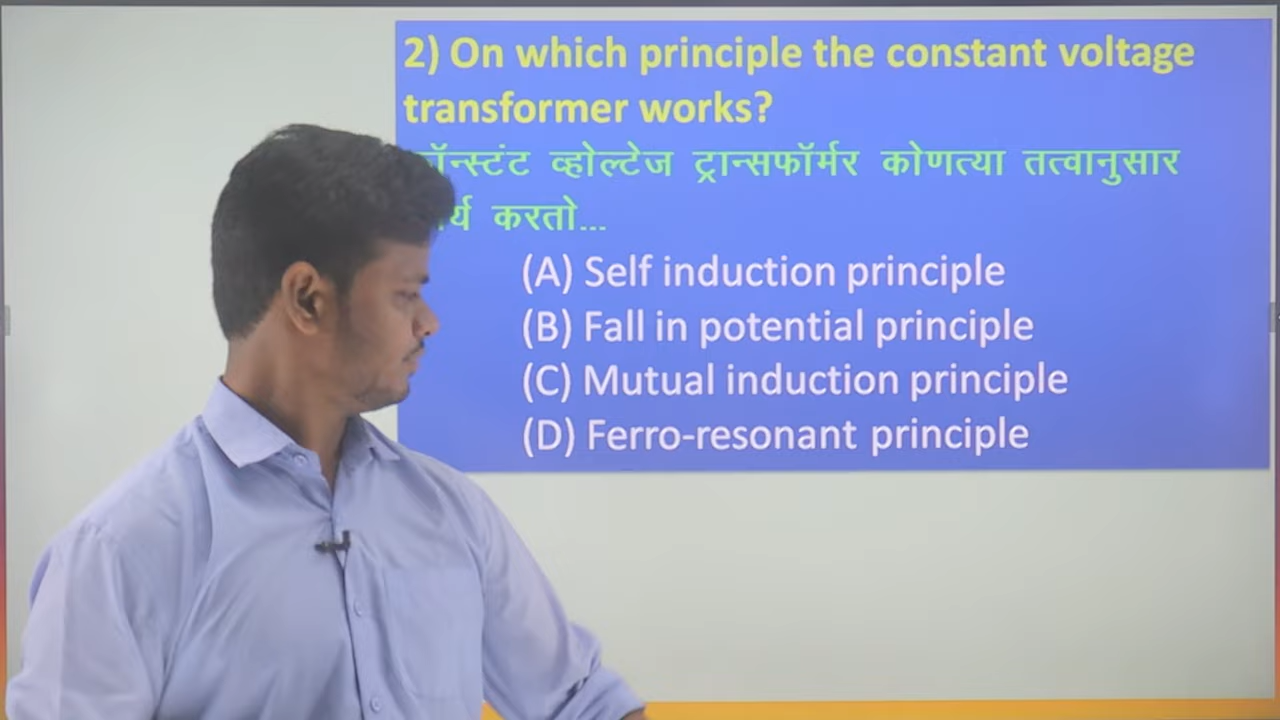 2) On which principle the constant voltage
transformer works?
व्होल्टेज ट्रान्सफॉर्मर कोणत्या तत्वानुसार
करतो...
(A) Self induction principle
(B) Fall in potential principle
(C) Mutual induction principle
(D) Ferro-resonant principle